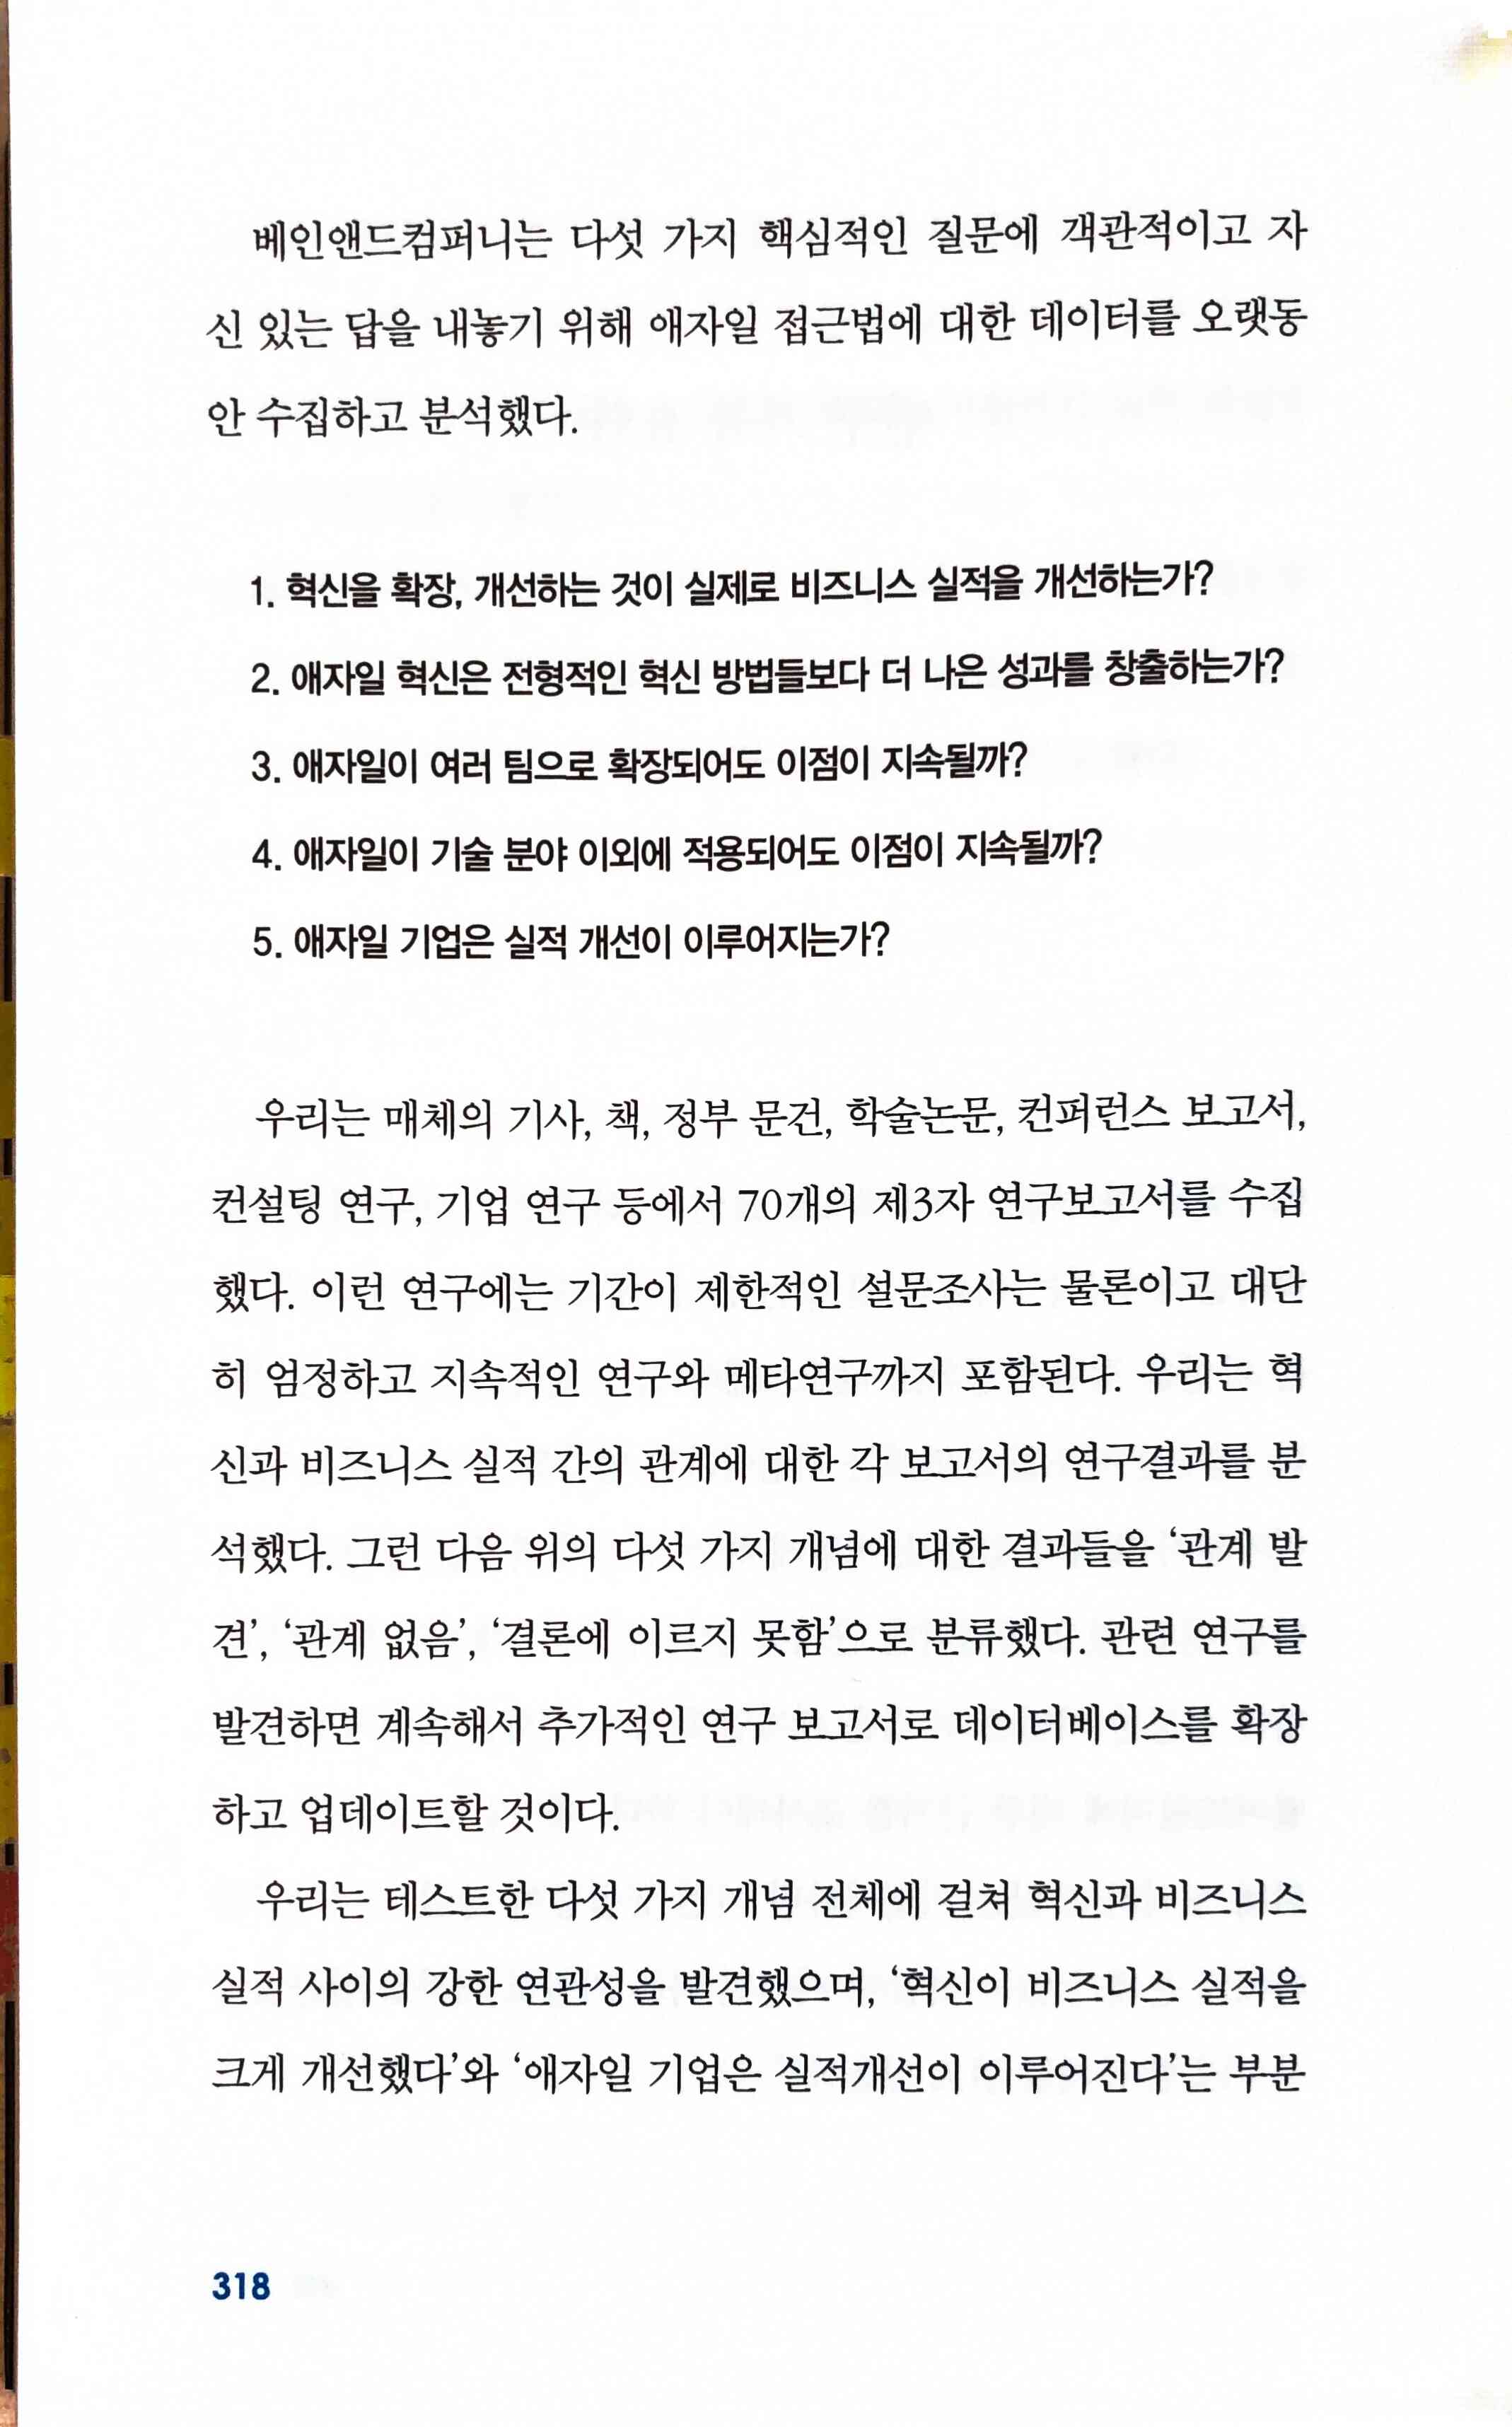 베인앤드컴퍼니는 다섯 가지 핵심적인 질문에 객관적이고 자
신 있는 답을 내놓기 위해 애자일 접근법에 대한 데이터를 오랫동
안 수집하고 분석했다.
1. 혁신을 확장, 개선하는 것이 실제로 비즈니스 실적을 개선하는가?
2. 애자일 혁신은 전형적인 혁신 방법들보다 더 나은 성과를 창출하는가?
3. 애자일이 여러 팀으로 확장되어도 이점이 지속될까?
4. 애자일이 기술 분야 이외에 적용되어도 이점이 지속될까?
5. 애자일 기업은 실적 개선이 이루어지는가?
우리는 매체의 기사, 책, 정부 문건, 학술논문, 컨퍼런스 보고서,
컨설팅 연구, 기업 연구 등에서 70개의 제3자 연구보고서를 수집
했다. 이런 연구에는 기간이 제한적인 설문조사는 물론이고 대단
히 엄정하고 지속적인 연구와 메타연구까지 포함된다. 우리는 혁
신과 비즈니스 실적 간의 관계에 대한 각 보고서의 연구결과를 분
석했다. 그런 다음 위의 다섯 가지 개념에 대한 결과들을 ‘관계 발
견’, ‘관계 없음’, ‘결론에 이르지 못함’으로 분류했다. 관련 연구를
발견하면 계속해서 추가적인 연구 보고서로 데이터베이스를 확장
하고 업데이트할 것이다.
우리는 테스트한 다섯 가지 개념 전체에 걸쳐 혁신과 비즈니스
실적 사이의 강한 연관성을 발견했으며, ‘혁신이 비즈니스 실적을
크게 개선했다’와 ‘애자일 기업은 실적개선이 이루어진다’는 부분
318